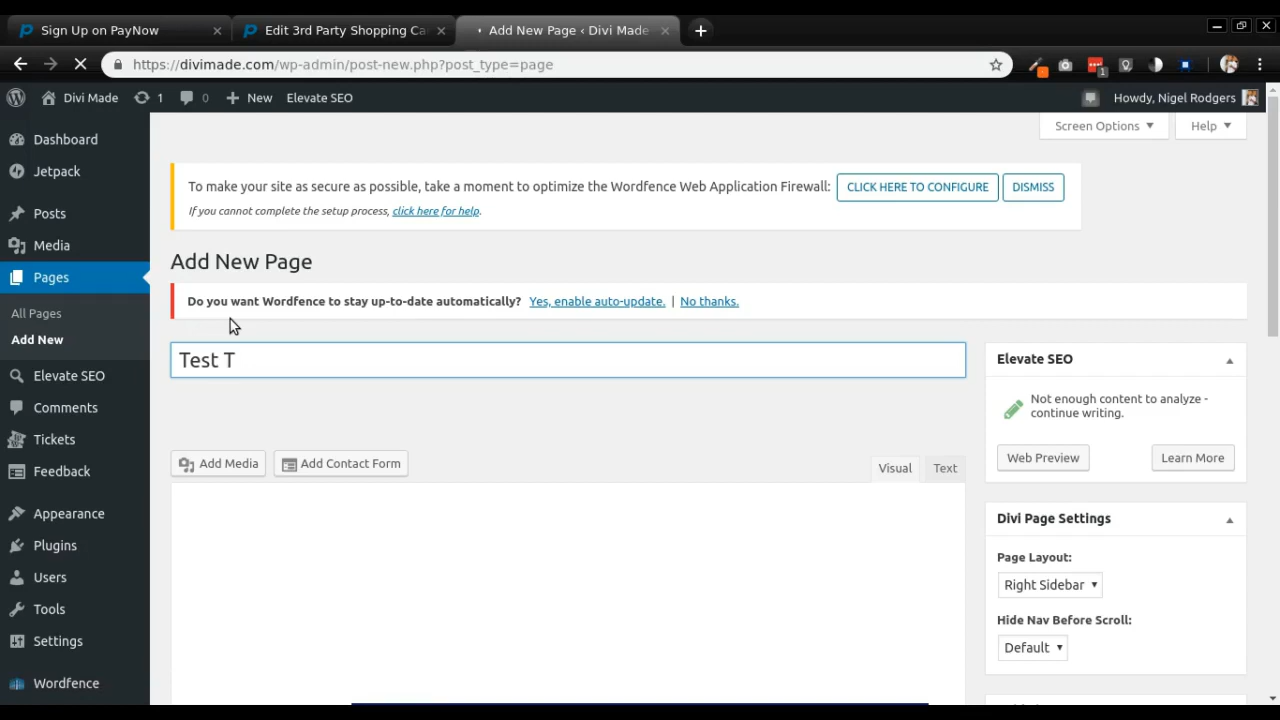 Sign Up on PayNow
Edit 3rd Party Shopping Ca
Add New Page ‹ Divi Made
https://divimade.com/wp-admin/post-new.php?post_type=page
1
Divi Made
1
0
New
Elevate SEO
Howdy, Nigel Rodgers
Screen Options
Help
Dashboard
Jetpack
Posts
Media
Pages
All Pages
Add New
Elevate SEO
Comments
Tickets
Feedback
Appearance
Plugins
Users
Tools
Settings
Wordfence
To make your site as secure as possible, take a moment to optimize the Wordfence Web Application Firewall:
CLICK HERE TO CONFIGURE
DISMISS
If you cannot complete the setup process, click here for help.
Add New Page
Do you want Wordfence to stay up-to-date automatically? Yes, enable auto-update. | No thanks.
Test T
Add Media
Add Contact Form
Visual
Text
Elevate SEO
Not enough content to analyze -
continue writing.
Web Preview
Learn More
Divi Page Settings
Page Layout:
Right Sidebar
Hide Nav Before Scroll:
Default